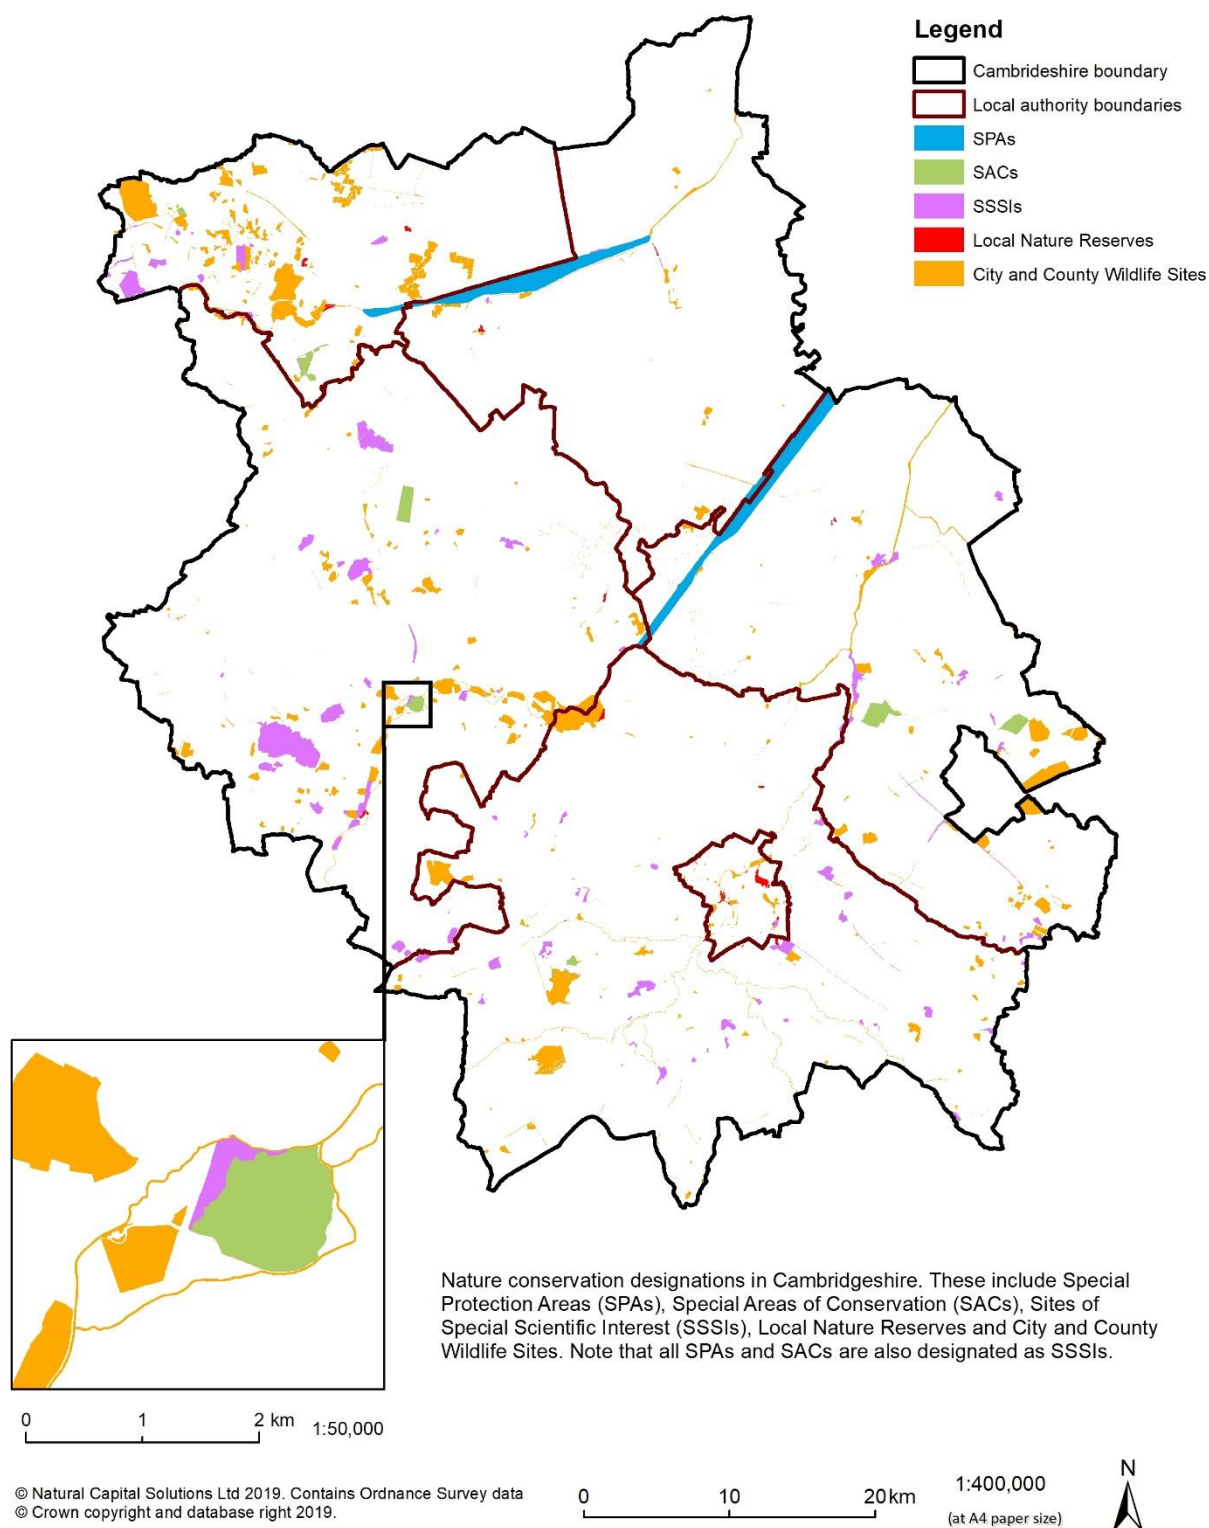 Legend
Cambrideshire boundary
Local authority boundaries
SPAs
SACs
SSSIs
Local Nature Reserves
City and County Wildlife Sites
Nature conservation designations in Cambridgeshire. These include Special
Protection Areas (SPAs), Special Areas of Conservation (SACs), Sites of
Special Scientific Interest (SSSIs), Local Nature Reserves and City and County
Wildlife Sites. Note that all SPAs and SACs are also designated as SSSIs.
0 1 2 km 1:50,000
© Natural Capital Solutions Ltd 2019. Contains Ordnance Survey data
© Crown copyright and database right 2019.
0 10 20 km
1:400,000
(at A4 paper size)
N